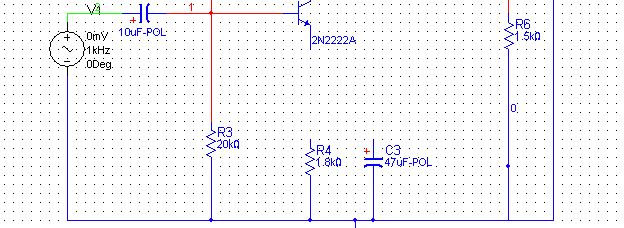 V1
1
10uF-POL
0mV
1kHz
0Deg
2N2222A
R6
1.5kΩ
0
R3
20kΩ
R4
1.8kΩ
C3
47uF-POL